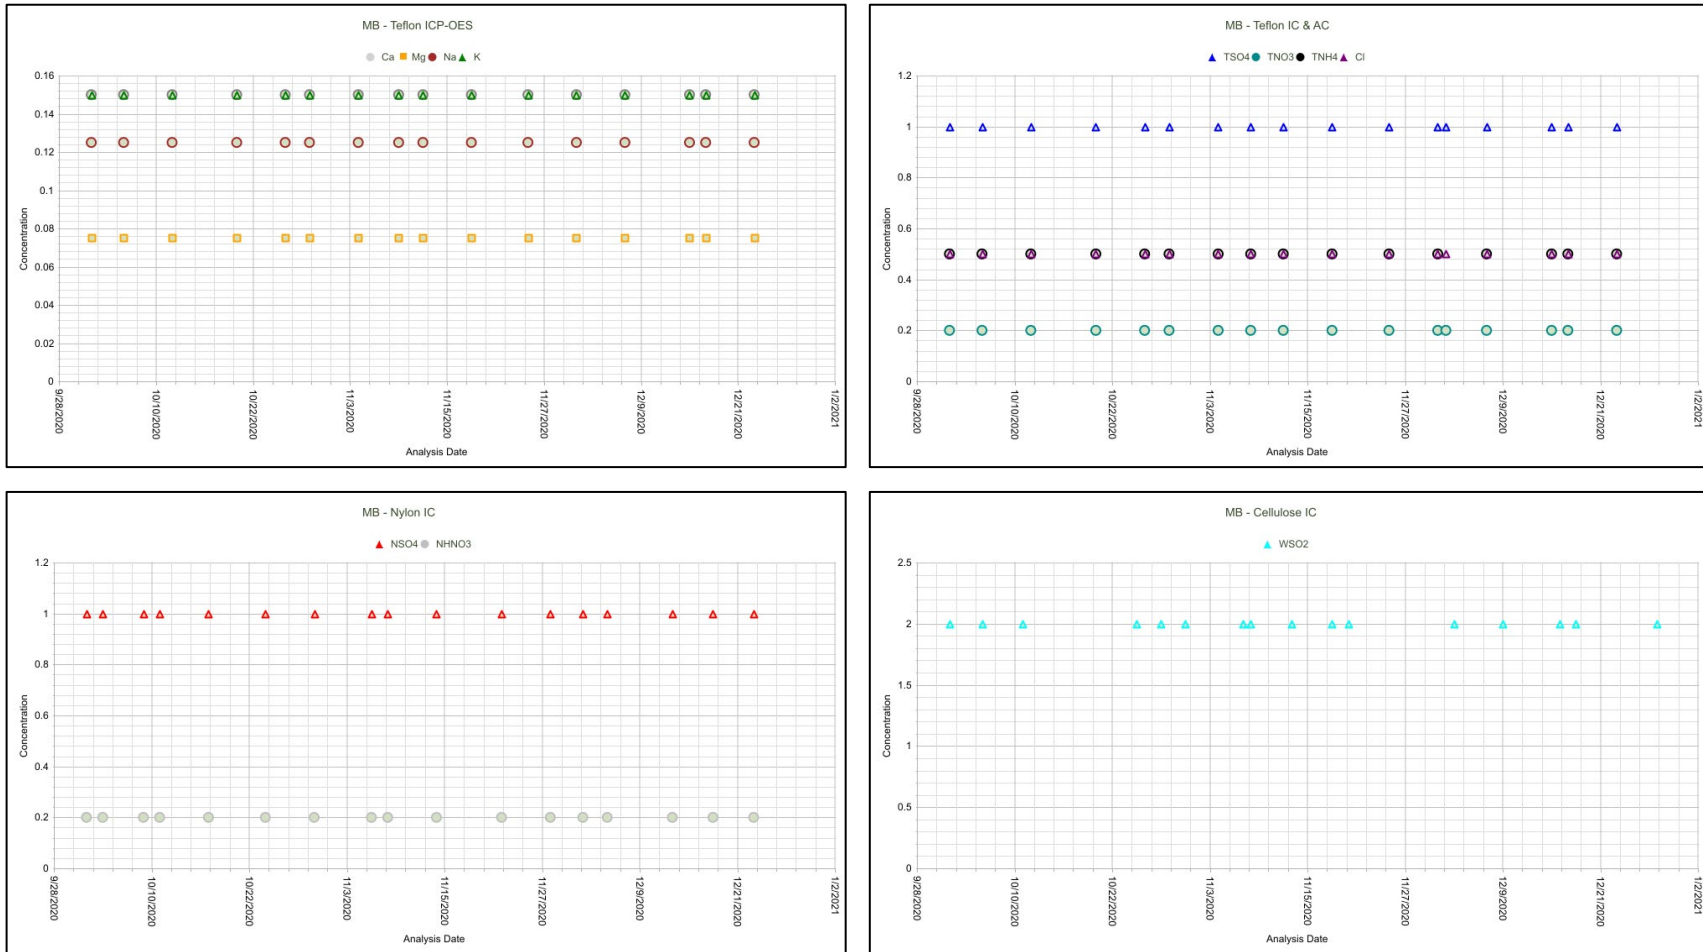 MB - Teflon ICP-OES
Ca Mg Na K
0.16
0.14
0.12
0.1
0.08
0.06
0.04
0.02
0
Concentration
9/28/2020 10/10/2020 10/22/2020 11/3/2020 11/15/2020 11/27/2020 12/9/2020 12/21/2020 1/2/2021
Analysis Date
MB - Teflon IC & AC
TSO4 TNO3 TNH4 Cl
1.2
1
0.8
0.6
0.4
0.2
0
Concentration
9/28/2020 10/10/2020 10/22/2020 11/3/2020 11/15/2020 11/27/2020 12/9/2020 12/21/2020 1/2/2021
Analysis Date
MB - Nylon IC
NSO4 NHNO3
1.2
1
0.8
0.6
0.4
0.2
0
Concentration
9/28/2020 10/10/2020 10/22/2020 11/3/2020 11/15/2020 11/27/2020 12/9/2020 12/21/2020 1/2/2021
Analysis Date
MB - Cellulose IC
WSO2
2.5
2
1.5
1
0.5
0
Concentration
9/28/2020 10/10/2020 10/22/2020 11/3/2020 11/15/2020 11/27/2020 12/9/2020 12/21/2020 1/2/2021
Analysis Date